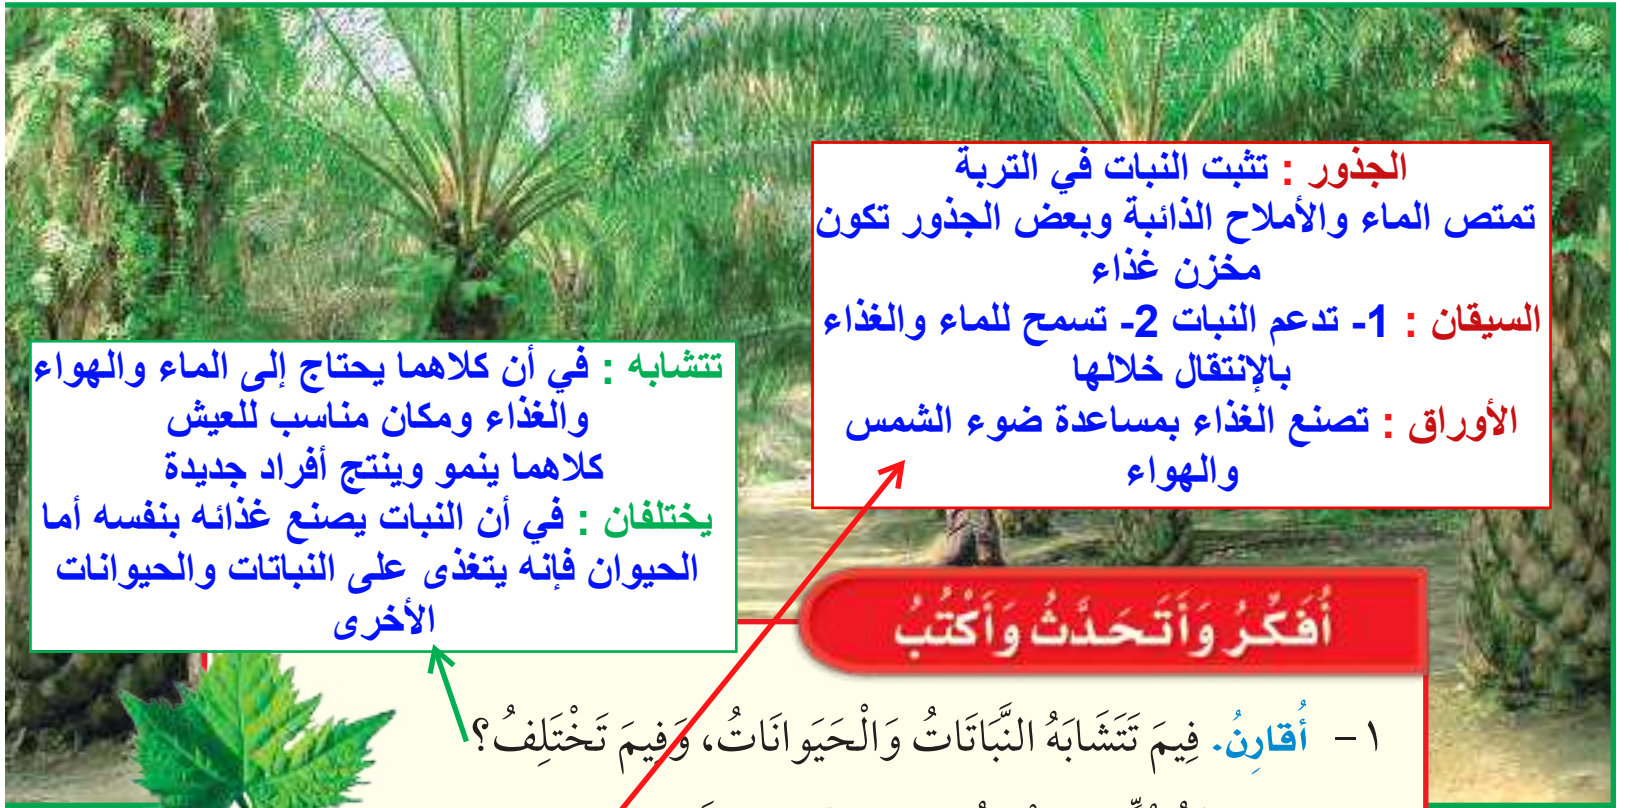 الجذور : تثبت النبات في التربة
تمتص الماء والأملاح الذائبة وبعض الجذور تكون
مخزن غذاء
السيقان : 1- تدعم النبات 2- تسمح للماء والغذاء
بالإنتقال خلالها
الأوراق : تصنع الغذاء بمساعدة ضوء الشمس
والهواء
تتشابه : في أن كلاهما يحتاج إلى الماء والهواء
والغذاء ومكان مناسب للعيش
كلاهما ينمو وينتج أفراد جديدة
يختلفان : في أن النبات يصنع غذائه بنفسه أما
الحيوان فإنه يتغذى على النباتات والحيوانات
الأخرى
أُفَكِّرُ وَأَتَحَدَّثُ وَأَكْتُبُ
١ - أُقَارِنُ. فِيمَ تَتَشَابَهُ النَّبَاتَاتُ وَالْحَيَوانَاتُ، وَفِيمَ تَخْتَلِفُ؟